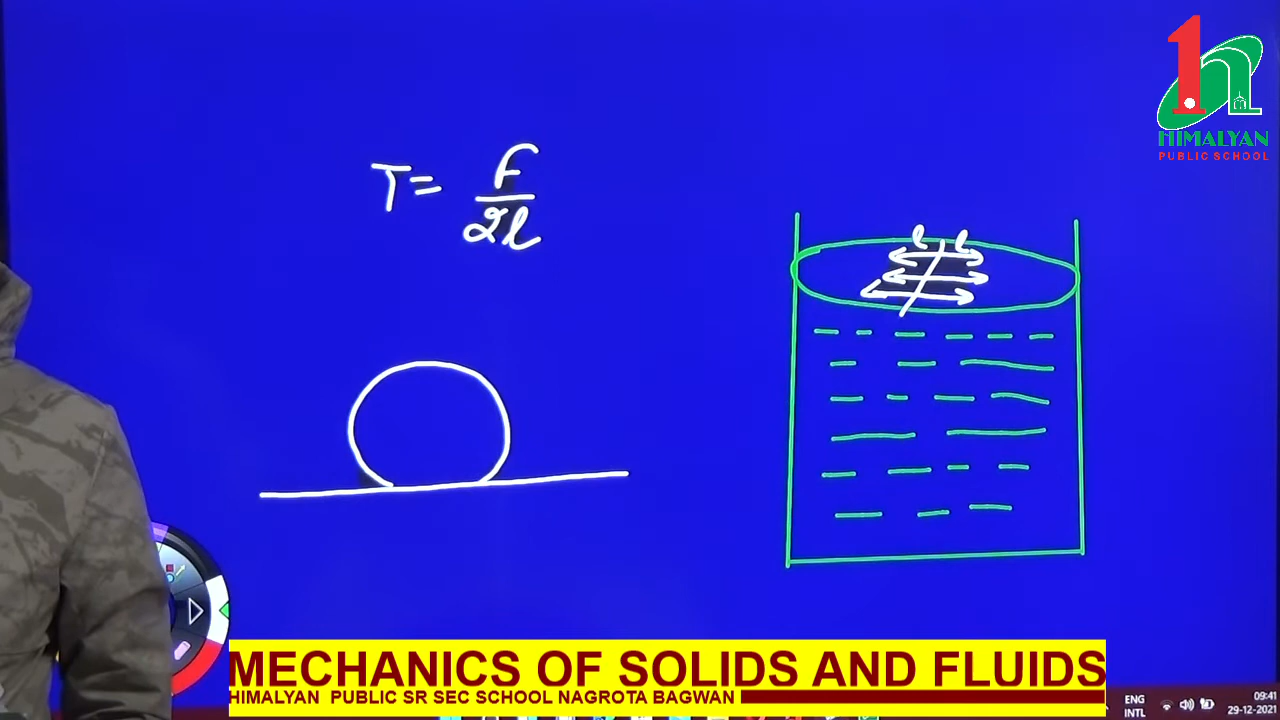 1h
HIMALYAN
PUBLIC SCHOOL
T = F
2l
l l
MECHANICS OF SOLIDS AND FLUIDS
HIMALYAN PUBLIC SR SEC SCHOOL NAGROTA BAGWAN
ENG
INTL
09:41
29-12-2021